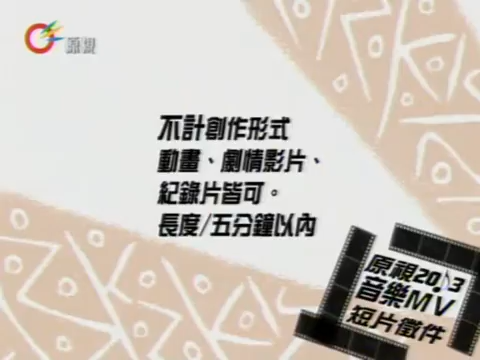 原視
不計創作形式
動畫、劇情影片、
紀錄片皆可。
長度/五分鐘以內
原視2013
音樂MV
短片徵件